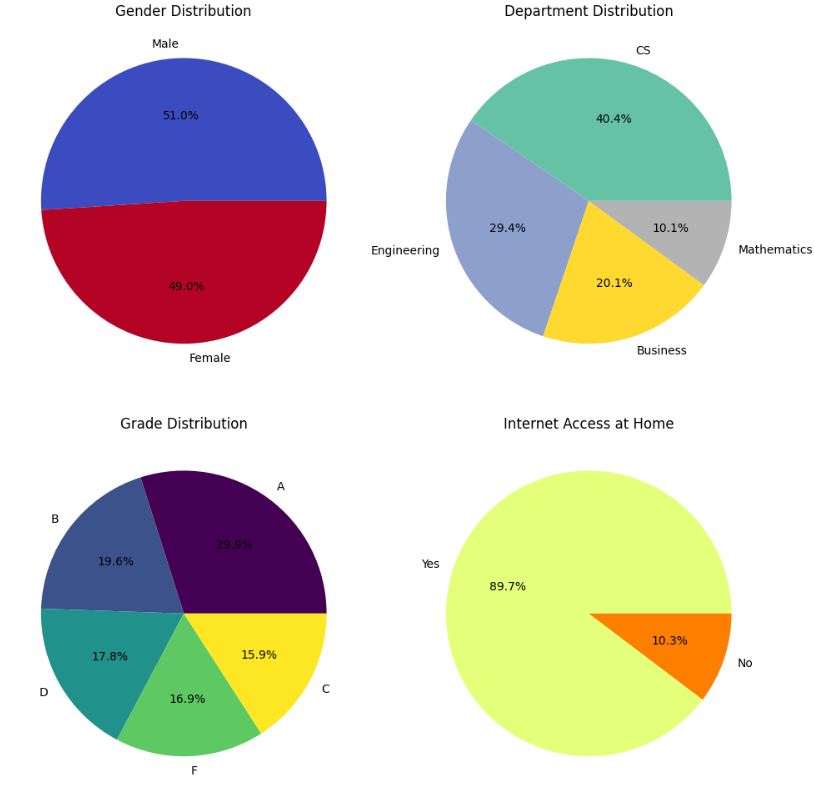 Gender Distribution
Male
51.0%
49.0%
Female
Department Distribution
CS
40.4%
29.4%
10.1%
Engineering
Mathematics
20.1%
Business
Grade Distribution
A
B
29.9%
19.6%
17.8%
15.9%
D
C
16.9%
F
Internet Access at Home
Yes
89.7%
10.3%
No